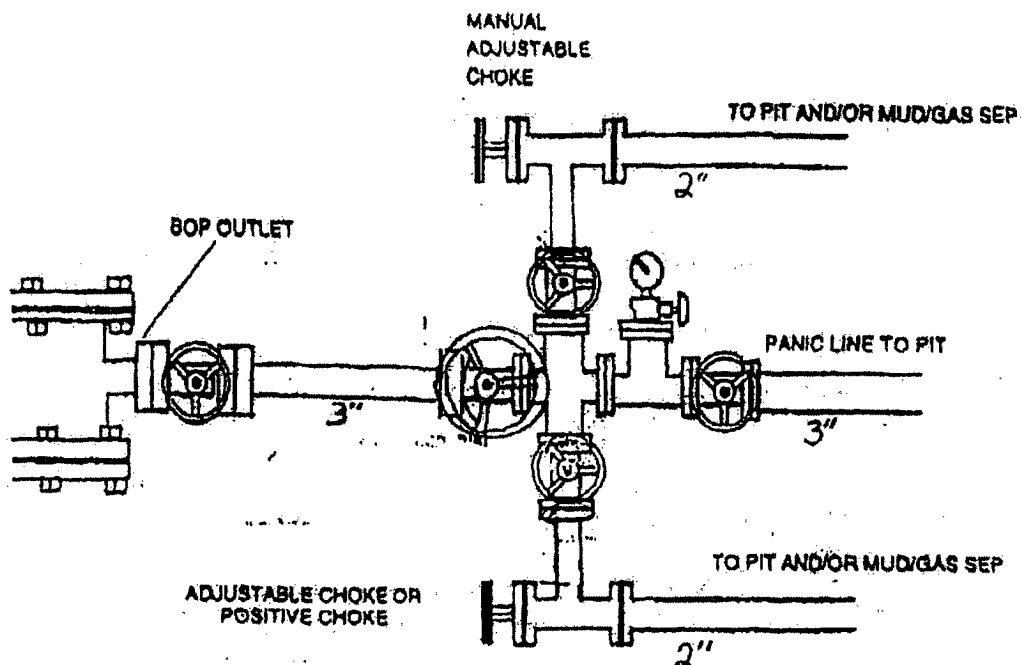 MANUAL
ADJUSTABLE
CHOKE
TO PIT AND/OR MUD/GAS SEP
2"
BOP OUTLET
PANIC LINE TO PIT
3"
3"
TO PIT AND/OR MUD/GAS SEP
ADJUSTABLE CHOKE OR
POSITIVE CHOKE
2"